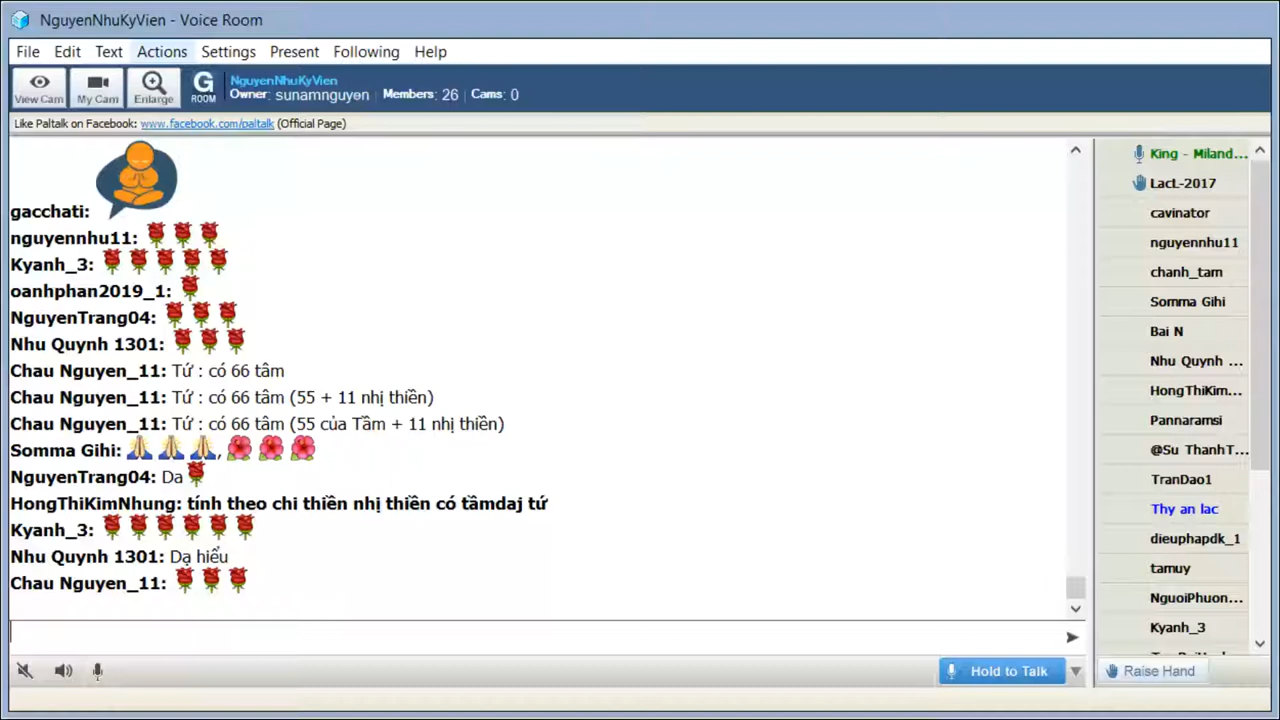 NguyenNhuKyVien - Voice Room
File Edit Text Actions Settings Present Following Help
View Cam My Cam Enlarge G ROOM
NguyenNhuKyVien
Owner: sunamnguyen | Members: 26 | Cams: 0
Like Paltalk on Facebook: www.facebook.com/paltalk (Official Page)
gacchati:
nguyennhu11:
Kyanh_3:
oanhphan2019_1:
NguyenTrang04:
Nhu Quynh 1301:
Chau Nguyen_11: Tứ : có 66 tâm
Chau Nguyen_11: Tứ : có 66 tâm (55 + 11 nhị thiền)
Chau Nguyen_11: Tứ : có 66 tâm (55 của Tầm + 11 nhị thiền)
Somma Gihi: ,
NguyenTrang04: Da
HongThiKimNhung: tính theo chi thiền nhị thiền có tầmdaj tứ
Kyanh_3:
Nhu Quynh 1301: Dạ hiểu
Chau Nguyen_11:
Hold to Talk
King - Miland...
LacL-2017
cavinator
nguyennhu11
chanh_tam
Somma Gihi
Bai N
Nhu Quynh ...
HongThiKim...
Pannaramsi
@Su ThanhT...
TranDao1
Thy an lac
dieuphapdk_1
tamuy
NguoiPhuon...
Kyanh_3
Raise Hand